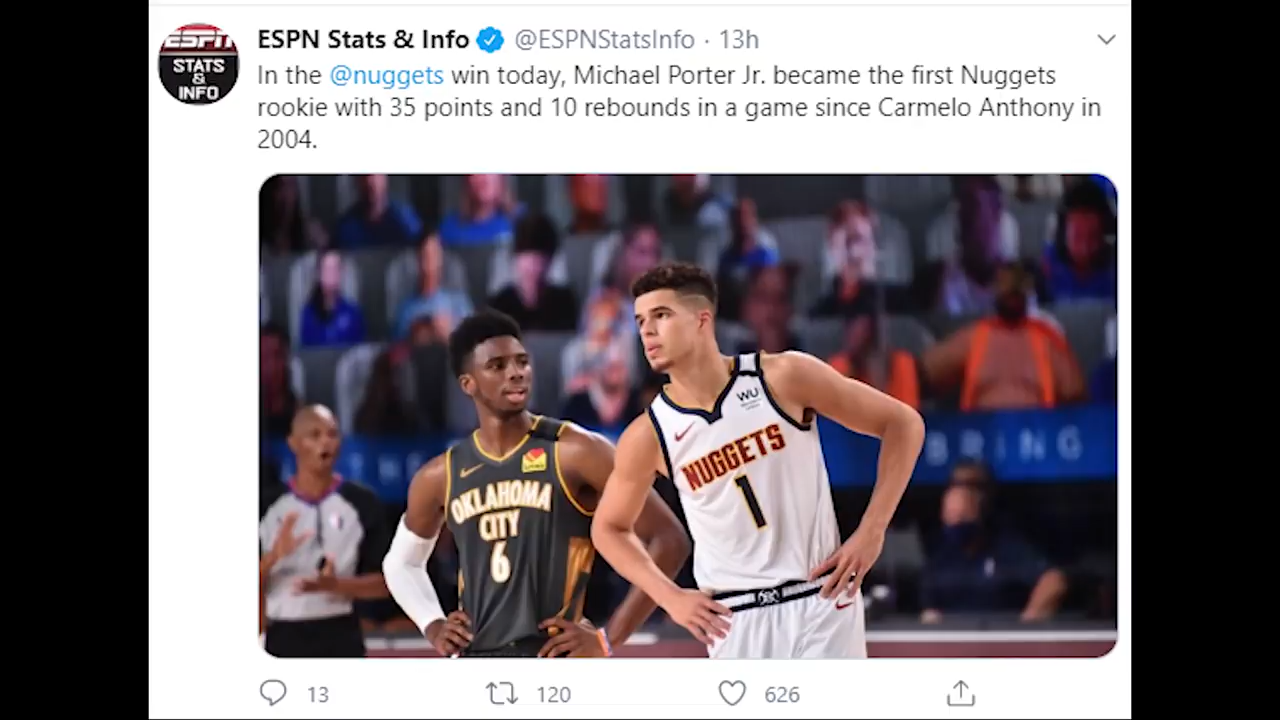 ESPN Stats & Info @ESPNStatsInfo · 13h
ESPN
STATS
&
INFO
In the @nuggets win today, Michael Porter Jr. became the first Nuggets
rookie with 35 points and 10 rebounds in a game since Carmelo Anthony in
2004.
WU
NUGGETS
1
OKLAHOMA
CITY
6
THE
BRING
13 120 626